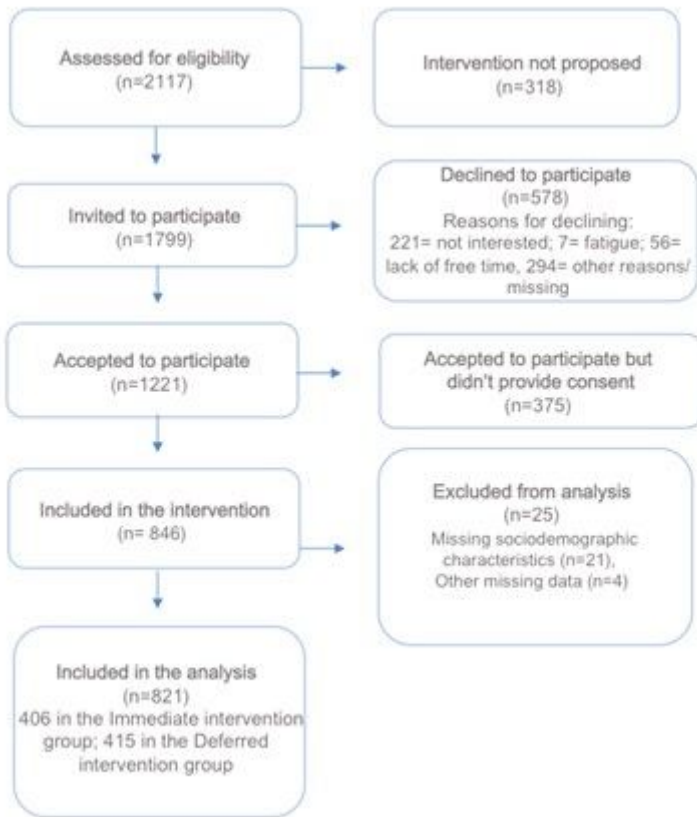 Assessed for eligibility
(n=2117)
Intervention not proposed
(n=318)
Invited to participate
(n=1799)
Declined to participate
(n=578)
Reasons for declining:
221= not interested; 7= fatigue; 56=
lack of free time, 294= other reasons/
missing
Accepted to participate
(n=1221)
Accepted to participate but
didn't provide consent
(n=375)
Included in the intervention
(n= 846)
Excluded from analysis
(n=25)
Missing sociodemographic
characteristics (n=21),
Other missing data (n=4)
Included in the analysis
(n=821)
406 in the Immediate intervention
group; 415 in the Deferred
intervention group